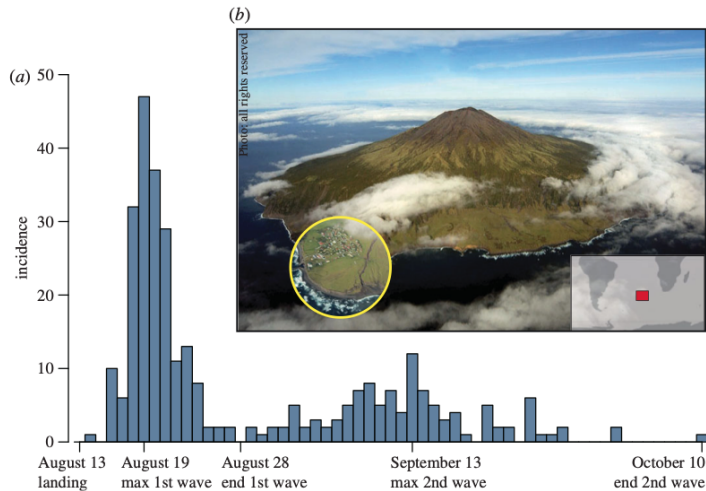 (b)
(a)
Photo: all rights reserved
50
40
30
20
10
0
incidence
August 13
landing
August 19
max 1st wave
August 28
end 1st wave
September 13
max 2nd wave
October 10
end 2nd wave